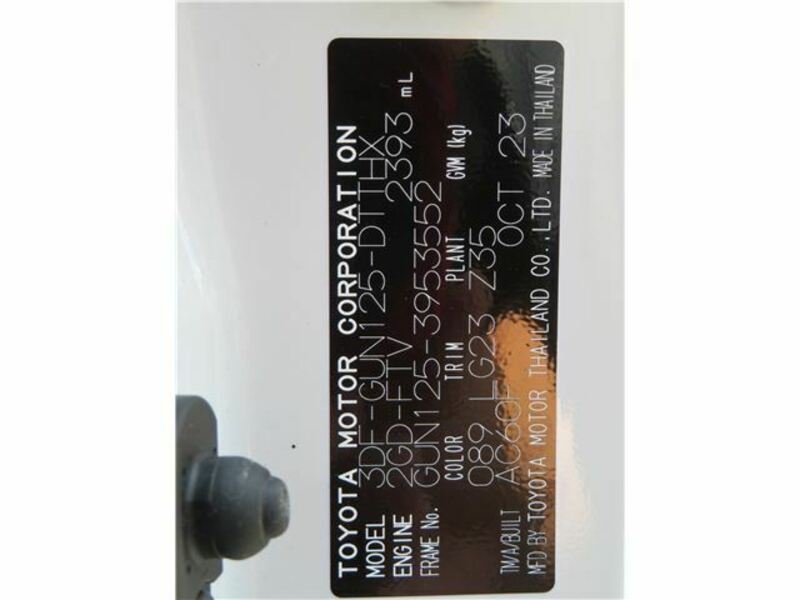 TOYOTA MOTOR CORPORATION
MODEL 3DF-GUN125-DTTHX
ENGINE 2GD-FTV 2393 mL
FRAME No. GUN125-3953552
COLOR TRIM PLANT GVM (kg)
089 LG23 Z35
TM/A/BUILT AC60F OCT 23
MFD BY TOYOTA MOTOR THAILAND CO.,LTD. MADE IN THAILAND